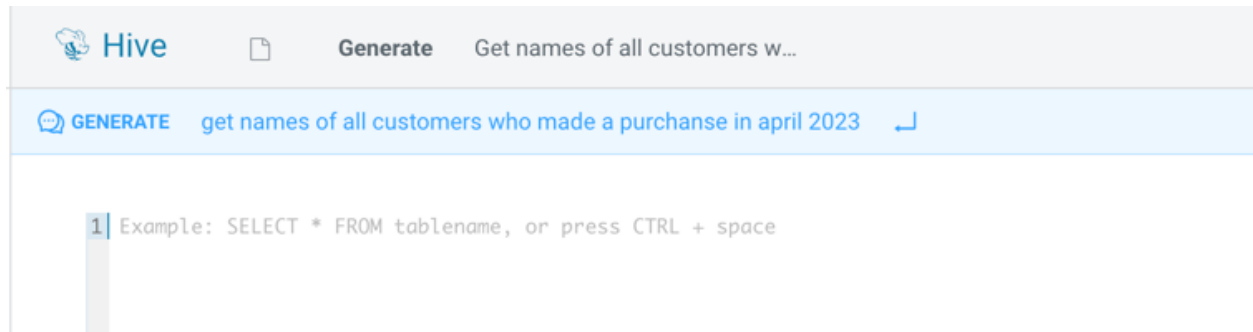 Hive Generate Get names of all customers w...
GENERATE get names of all customers who made a purchanse in april 2023
1 Example: SELECT * FROM tablename, or press CTRL + space